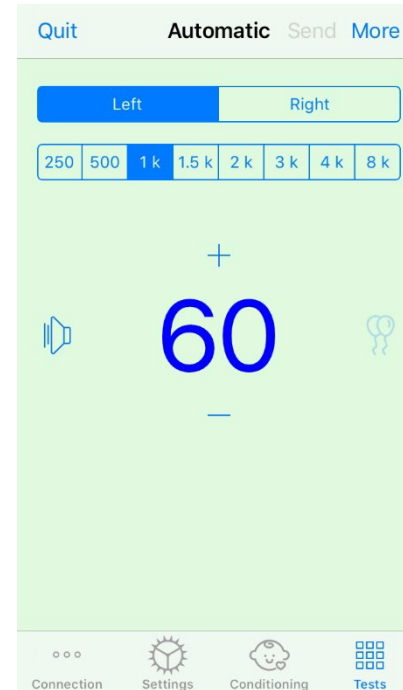 Quit Automatic Send More
Left Right
250 500 1 k 1.5 k 2 k 3 k 4 k 8 k
+
60
−
Connection Settings Conditioning Tests